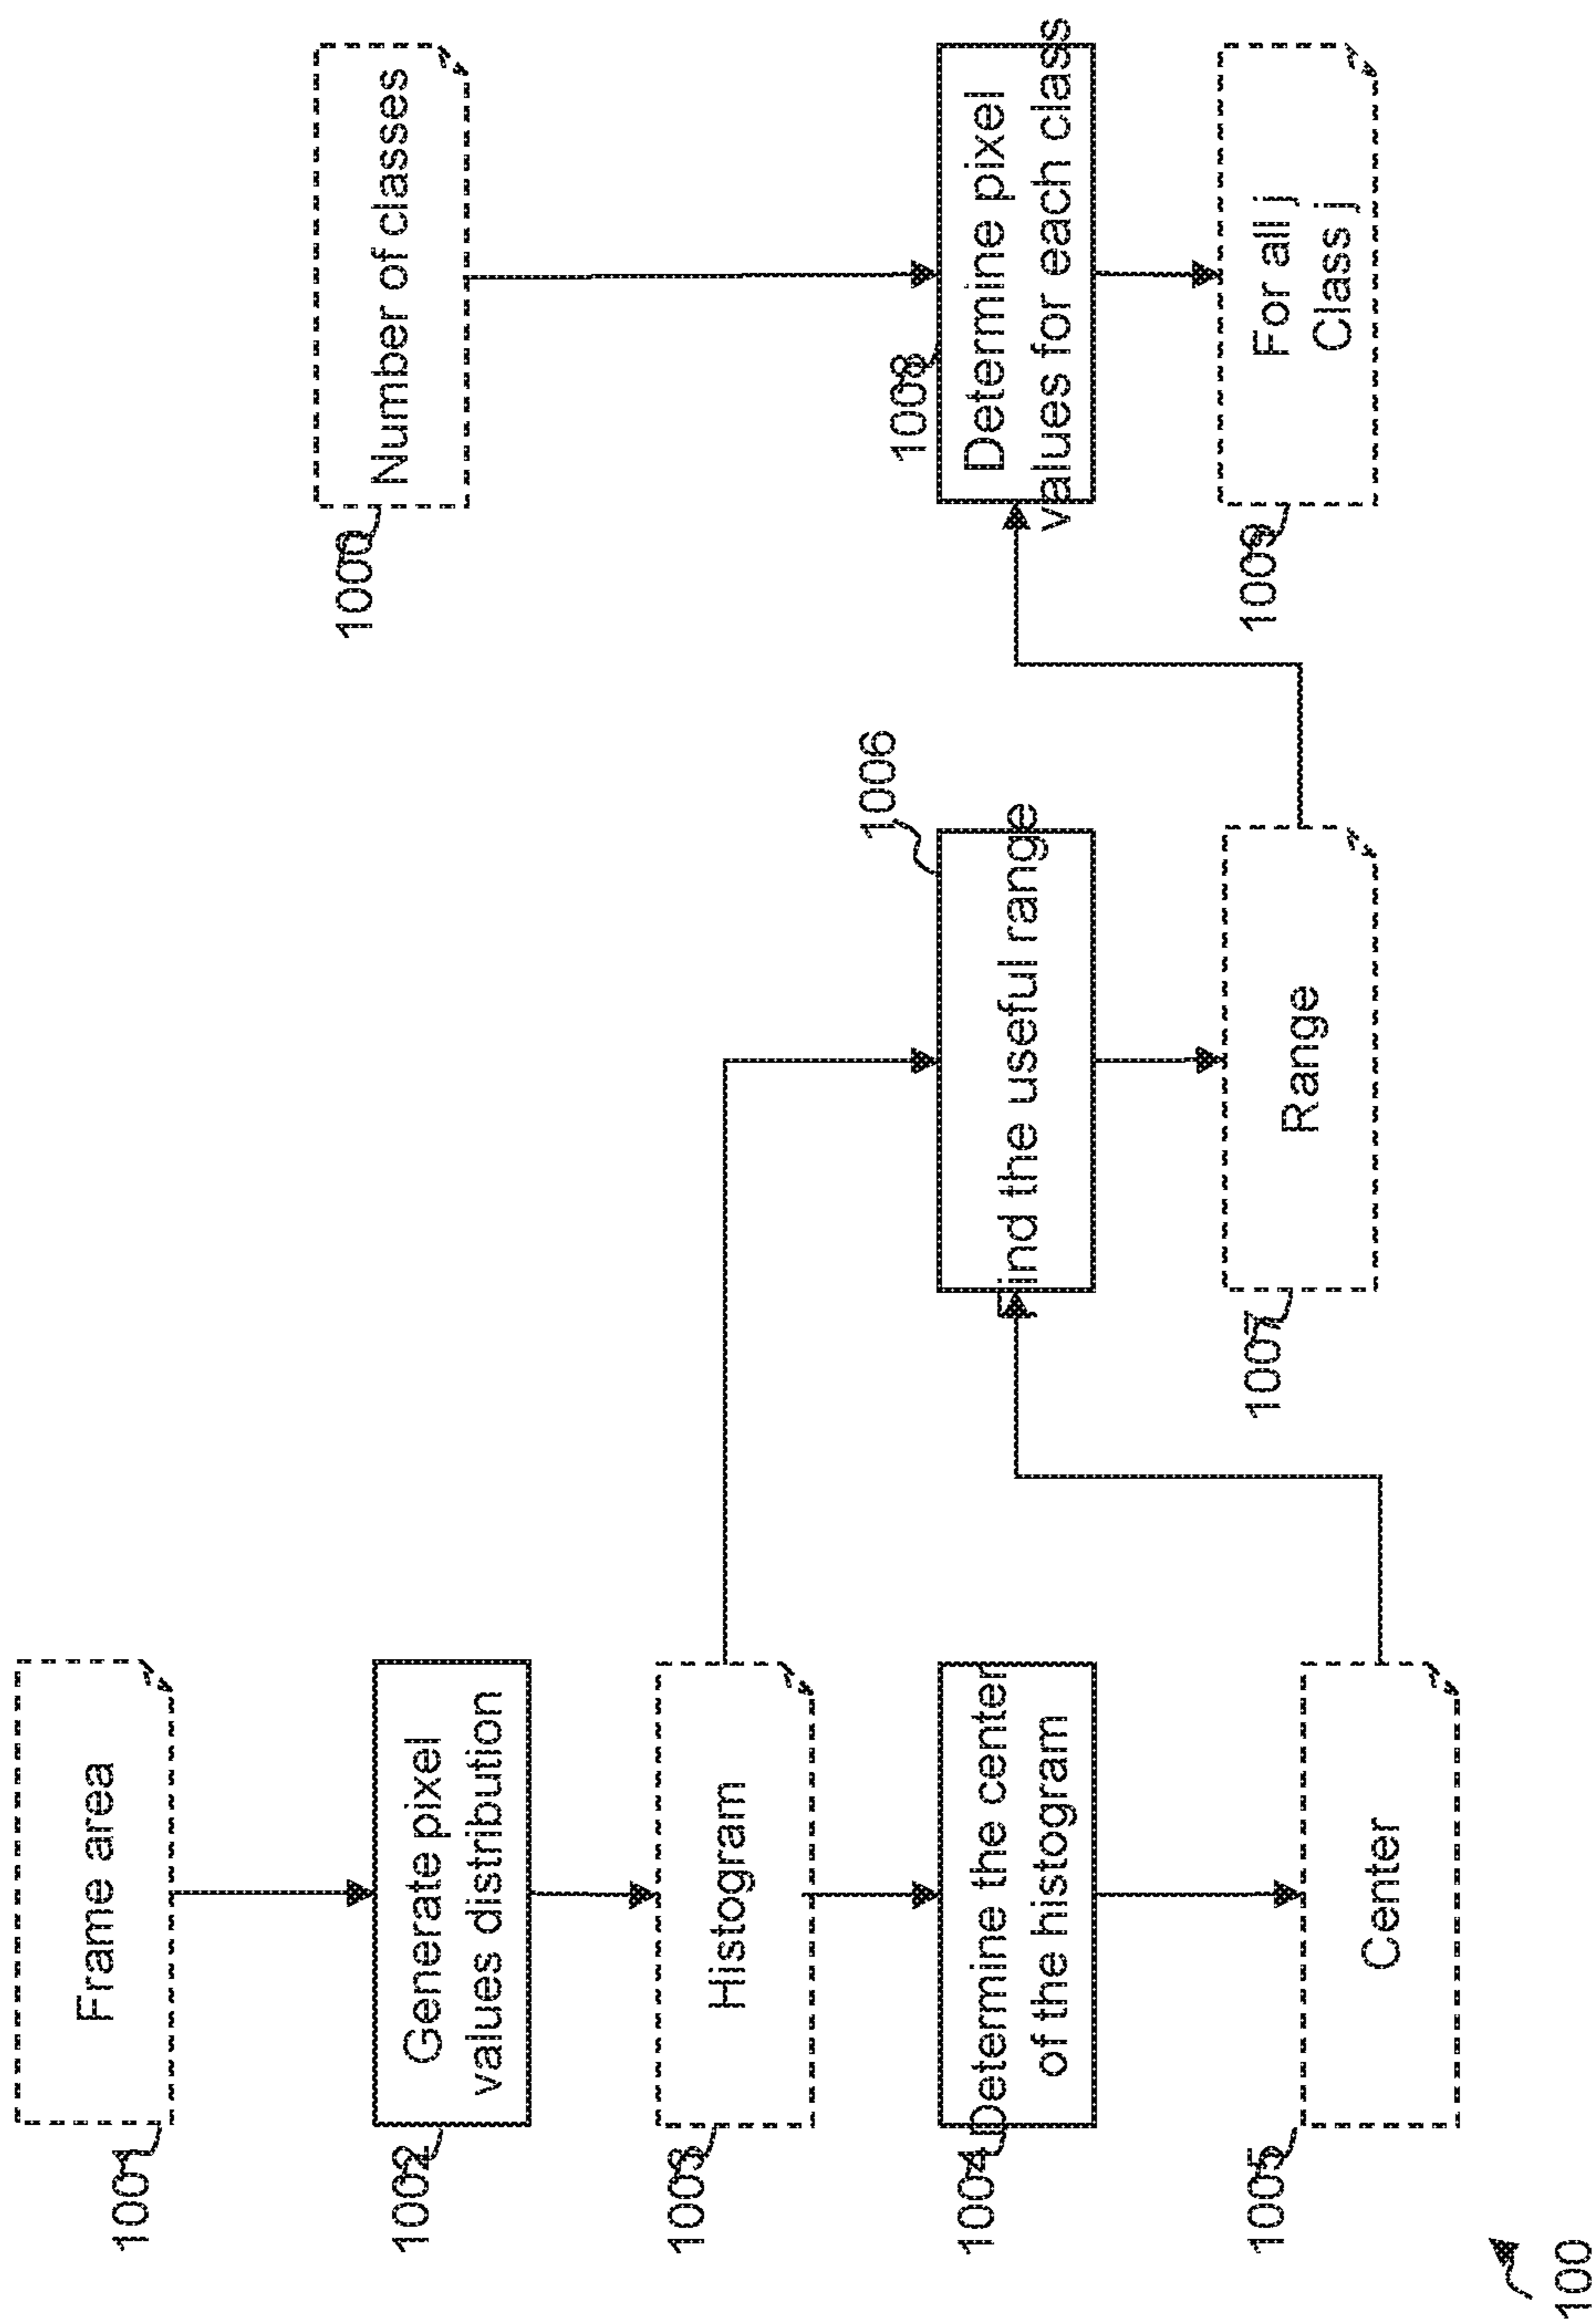 Frame area
1001
Generate pixel
values distribution
1002
Histogram
1003
Determine the center
of the histogram
1004
Center
1005
Find the useful range
1006
Range
1007
Number of classes
1000
Determine pixel
values for each class
1008
For all j
Class j
1009
100